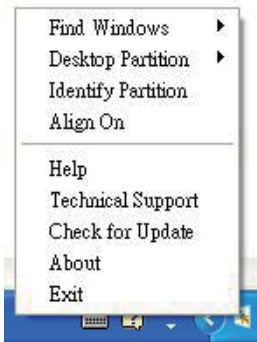 Find Windows
Desktop Partition
Identify Partition
Align On
Help
Technical Support
Check for Update
About
Exit